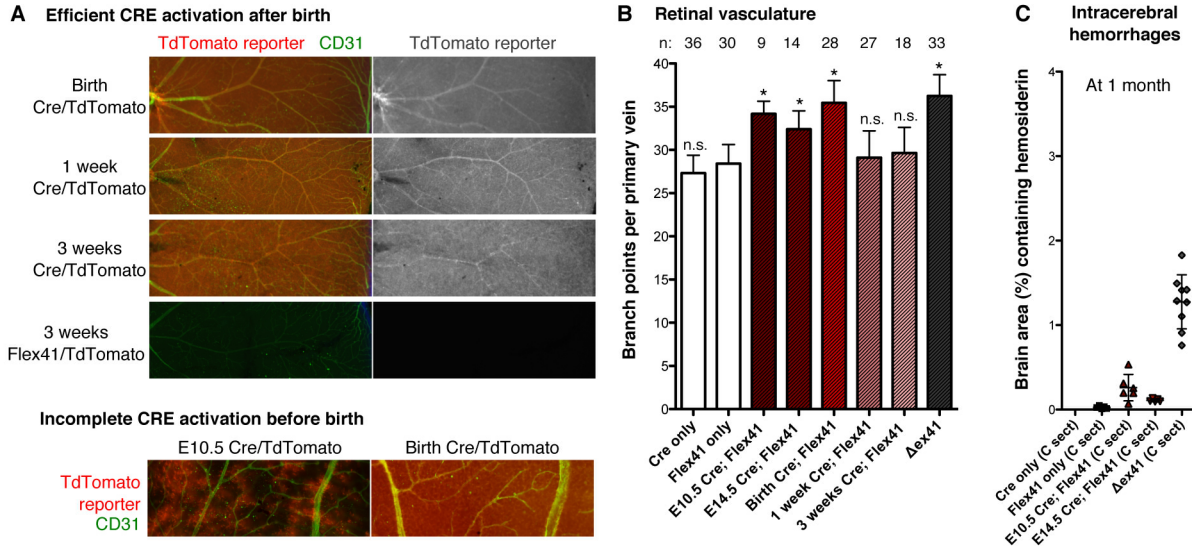 A Efficient CRE activation after birth
TdTomato reporter CD31 TdTomato reporter
Birth
Cre/TdTomato
1 week
Cre/TdTomato
3 weeks
Cre/TdTomato
3 weeks
Flex41/TdTomato
Incomplete CRE activation before birth
E10.5 Cre/TdTomato Birth Cre/TdTomato
TdTomato
reporter
CD31
B Retinal vasculature
n: 36 30 9 14 28 27 18 33
Branch points per primary vein
40
35
30
25
20
15
10
5
0
n.s. * * * n.s. n.s. *
Cre only
Flex41 only
E10.5 Cre; Flex41
E14.5 Cre; Flex41
Birth Cre; Flex41
1 week Cre; Flex41
3 weeks Cre; Flex41
Δex41
C Intracerebral
hemorrhages
At 1 month
Brain area (%) containing hemosiderin
4
3
2
1
0
Cre only (C sect)
Flex41 only (C sect)
E10.5 Cre; Flex41 (C sect)
E14.5 Cre; Flex41 (C sect)
Δex41 (C sect)